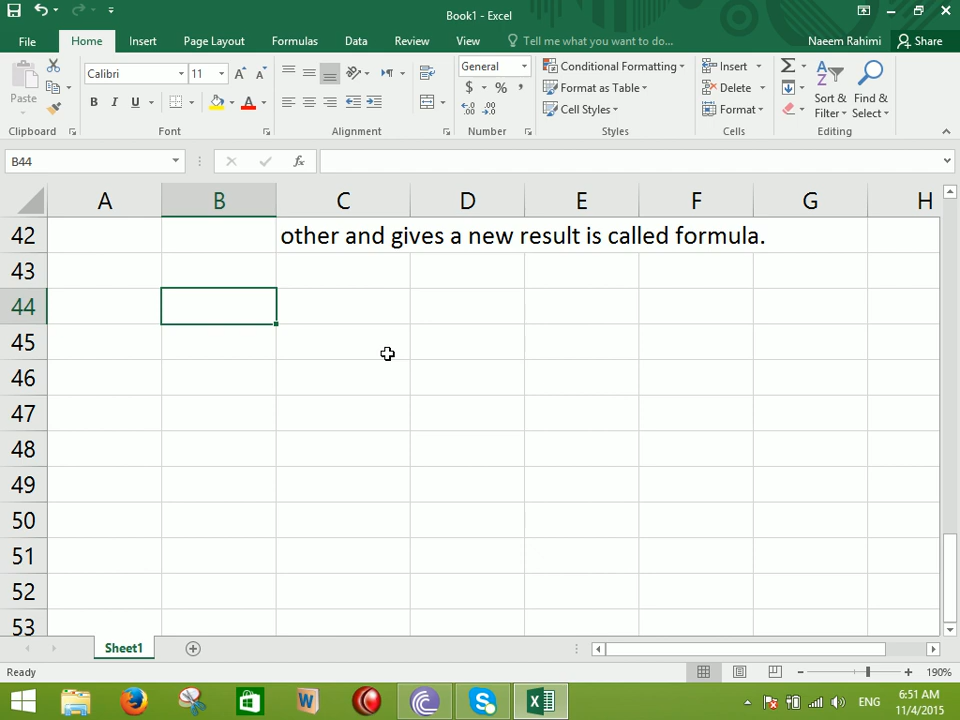 Book1 - Excel
File Home Insert Page Layout Formulas Data Review View Tell me what you want to do... Naeem Rahimi Share
Paste Calibri 11 General Conditional Formatting Insert
B I U $ % , Format as Table Delete Sort & Find &
Cell Styles Format Filter Select
Clipboard Font Alignment Number Styles Cells Editing
B44 fx
A B C D E F G H
42 other and gives a new result is called formula.
43
44
45
46
47
48
49
50
51
52
53
Sheet1
Ready 190%
ENG 6:51 AM
11/4/2015